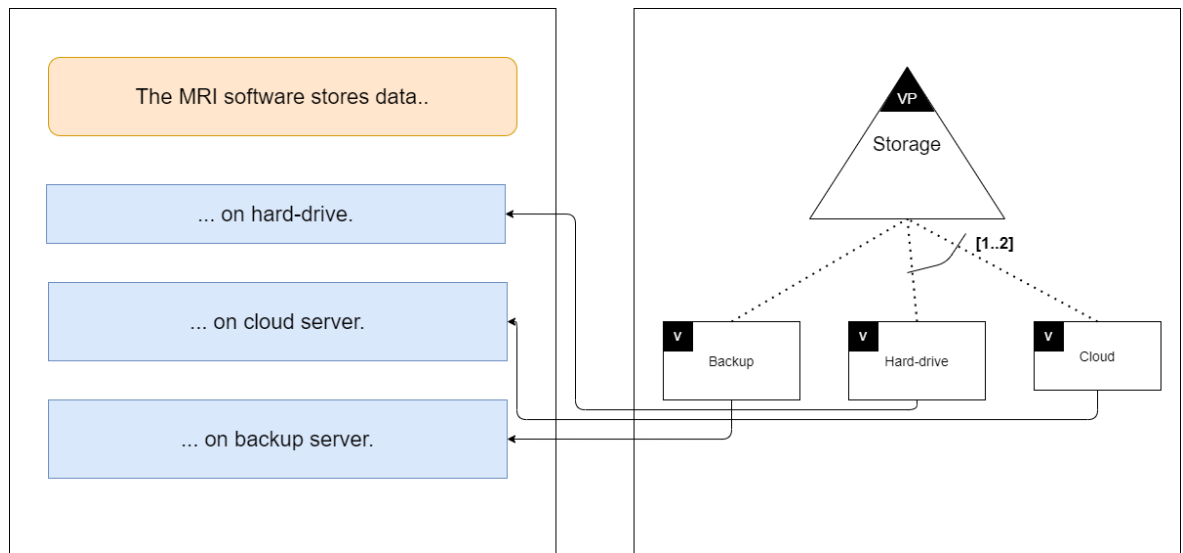 The MRI software stores data..
... on hard-drive.
... on cloud server.
... on backup server.
VP
Storage
[1..2]
V
Backup
V
Hard-drive
V
Cloud